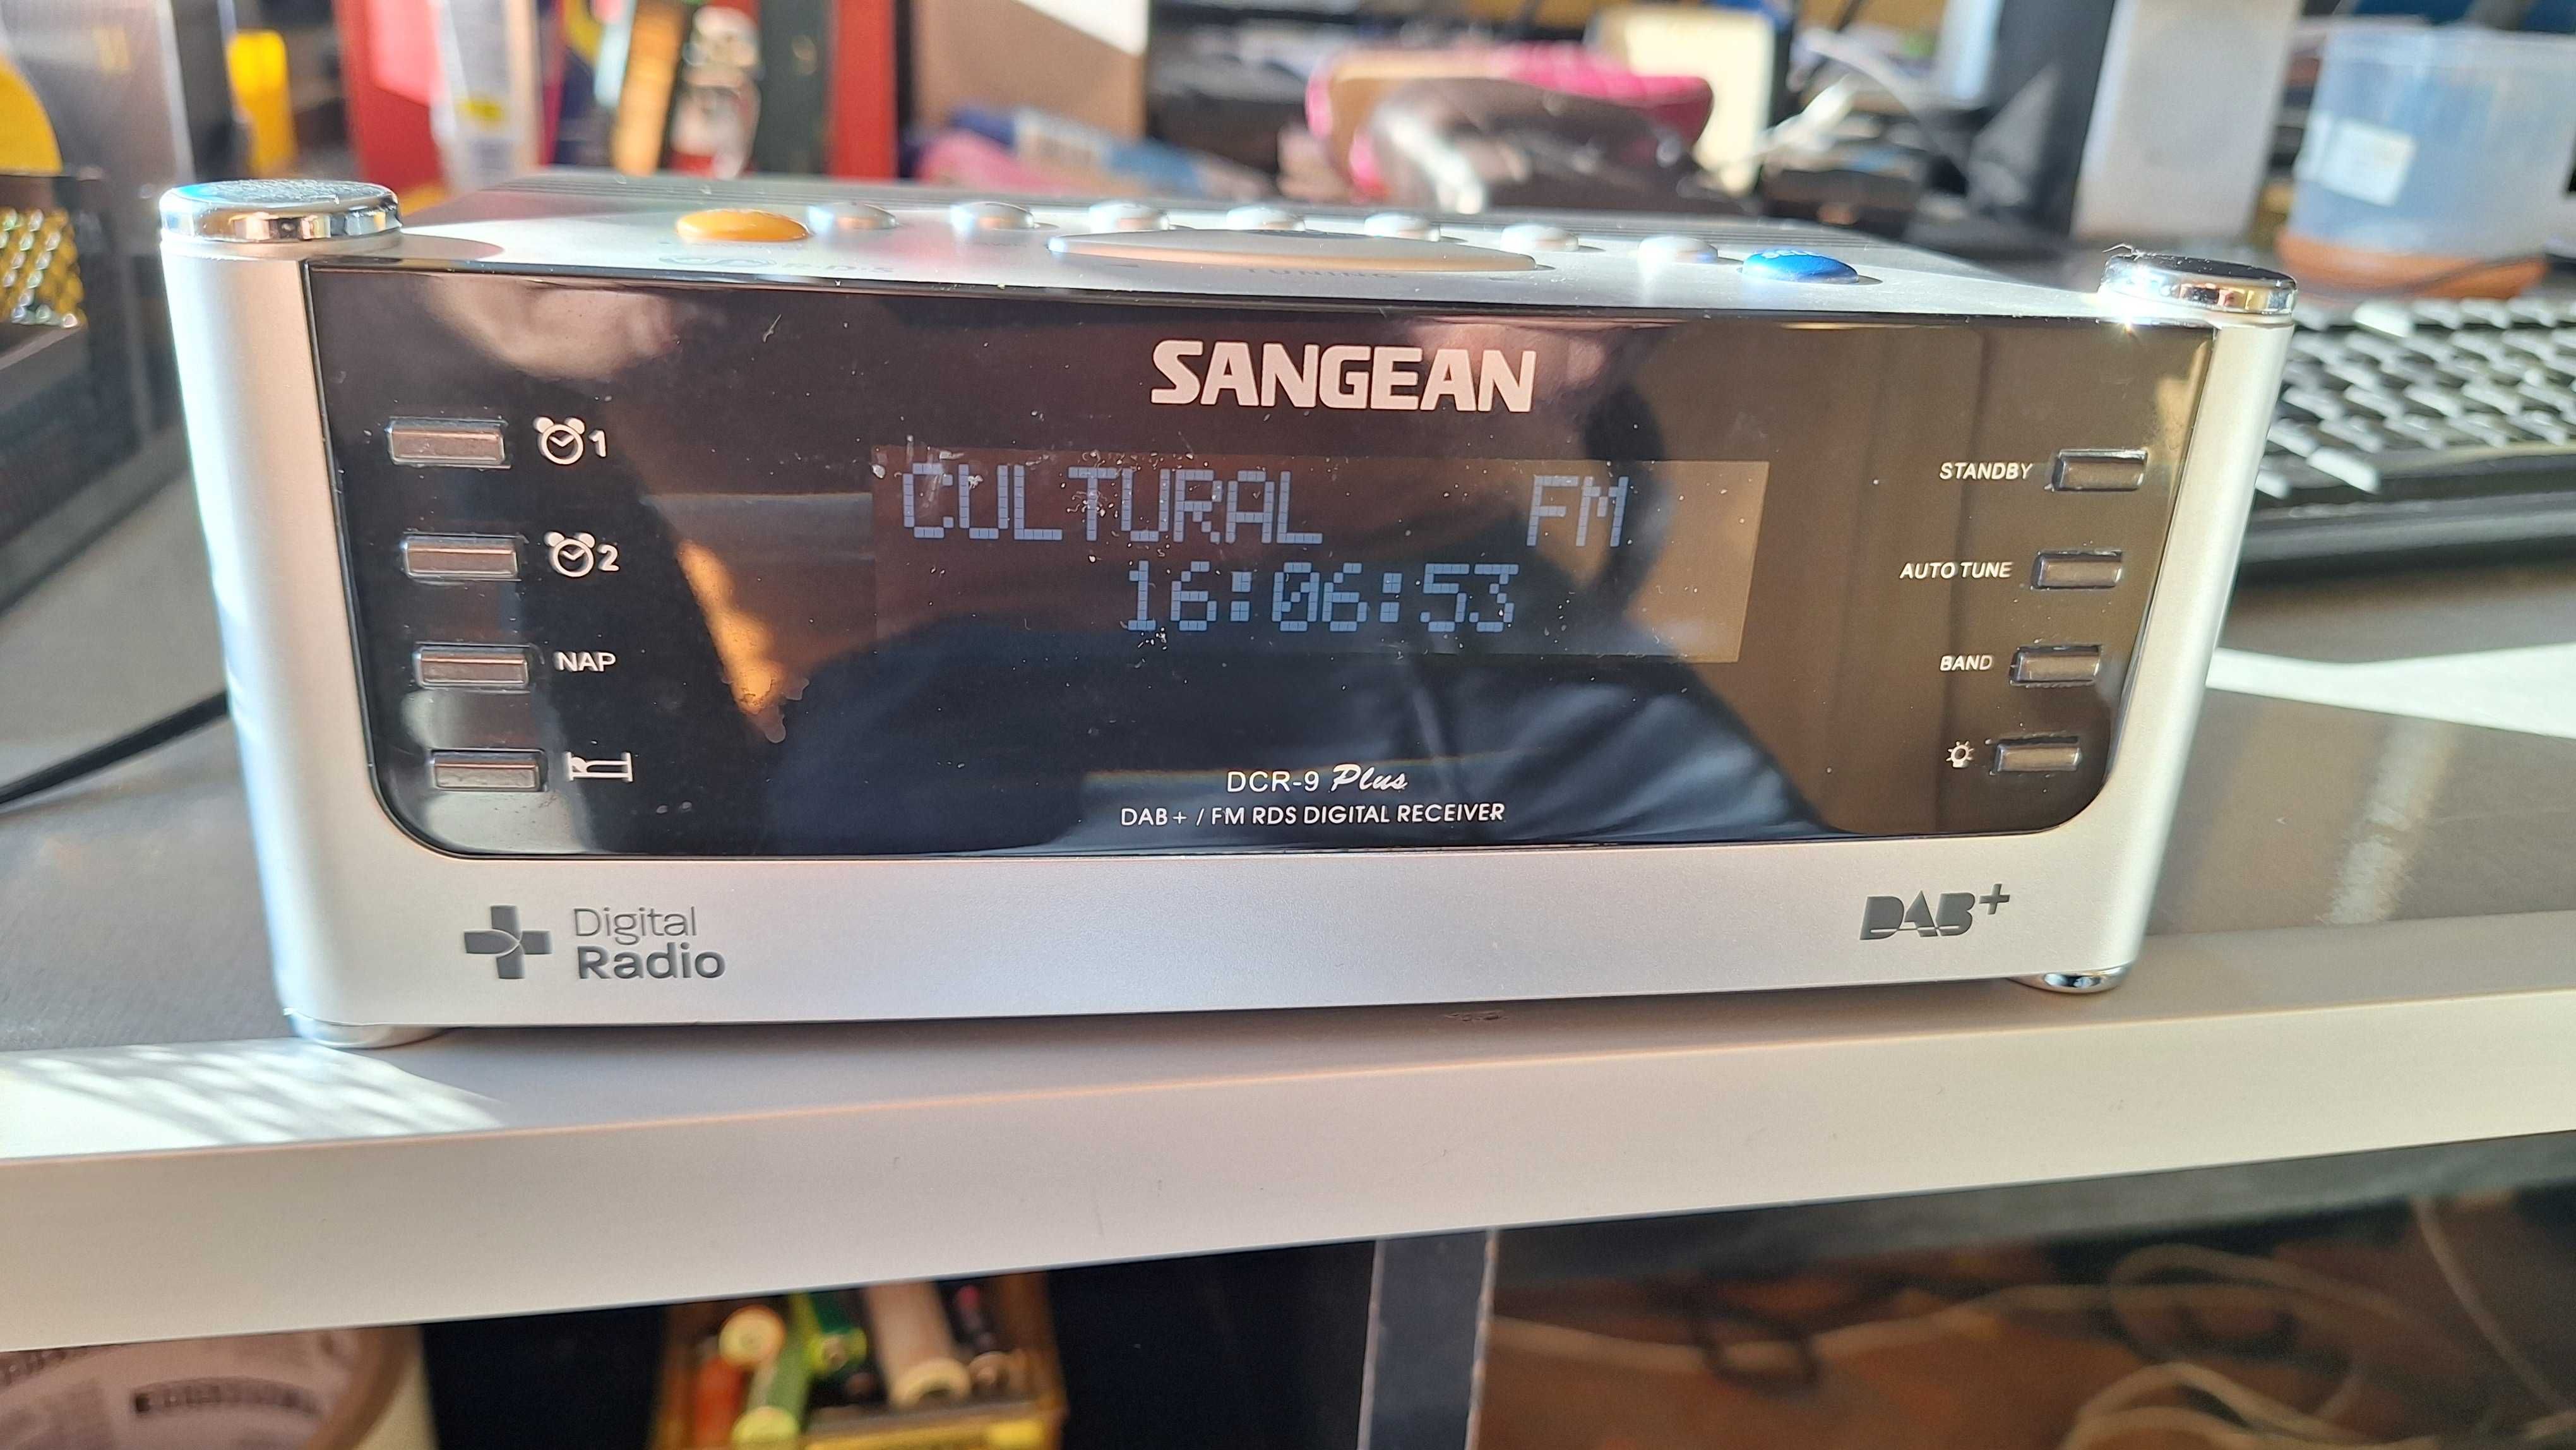 TUNING
SANGEAN
1
CULTURAL FM
STANDBY
2
16:06:53
AUTO TUNE
NAP
BAND
DCR-9 Plus
DAB+ / FM RDS DIGITAL RECEIVER
Digital
Radio
DAB+